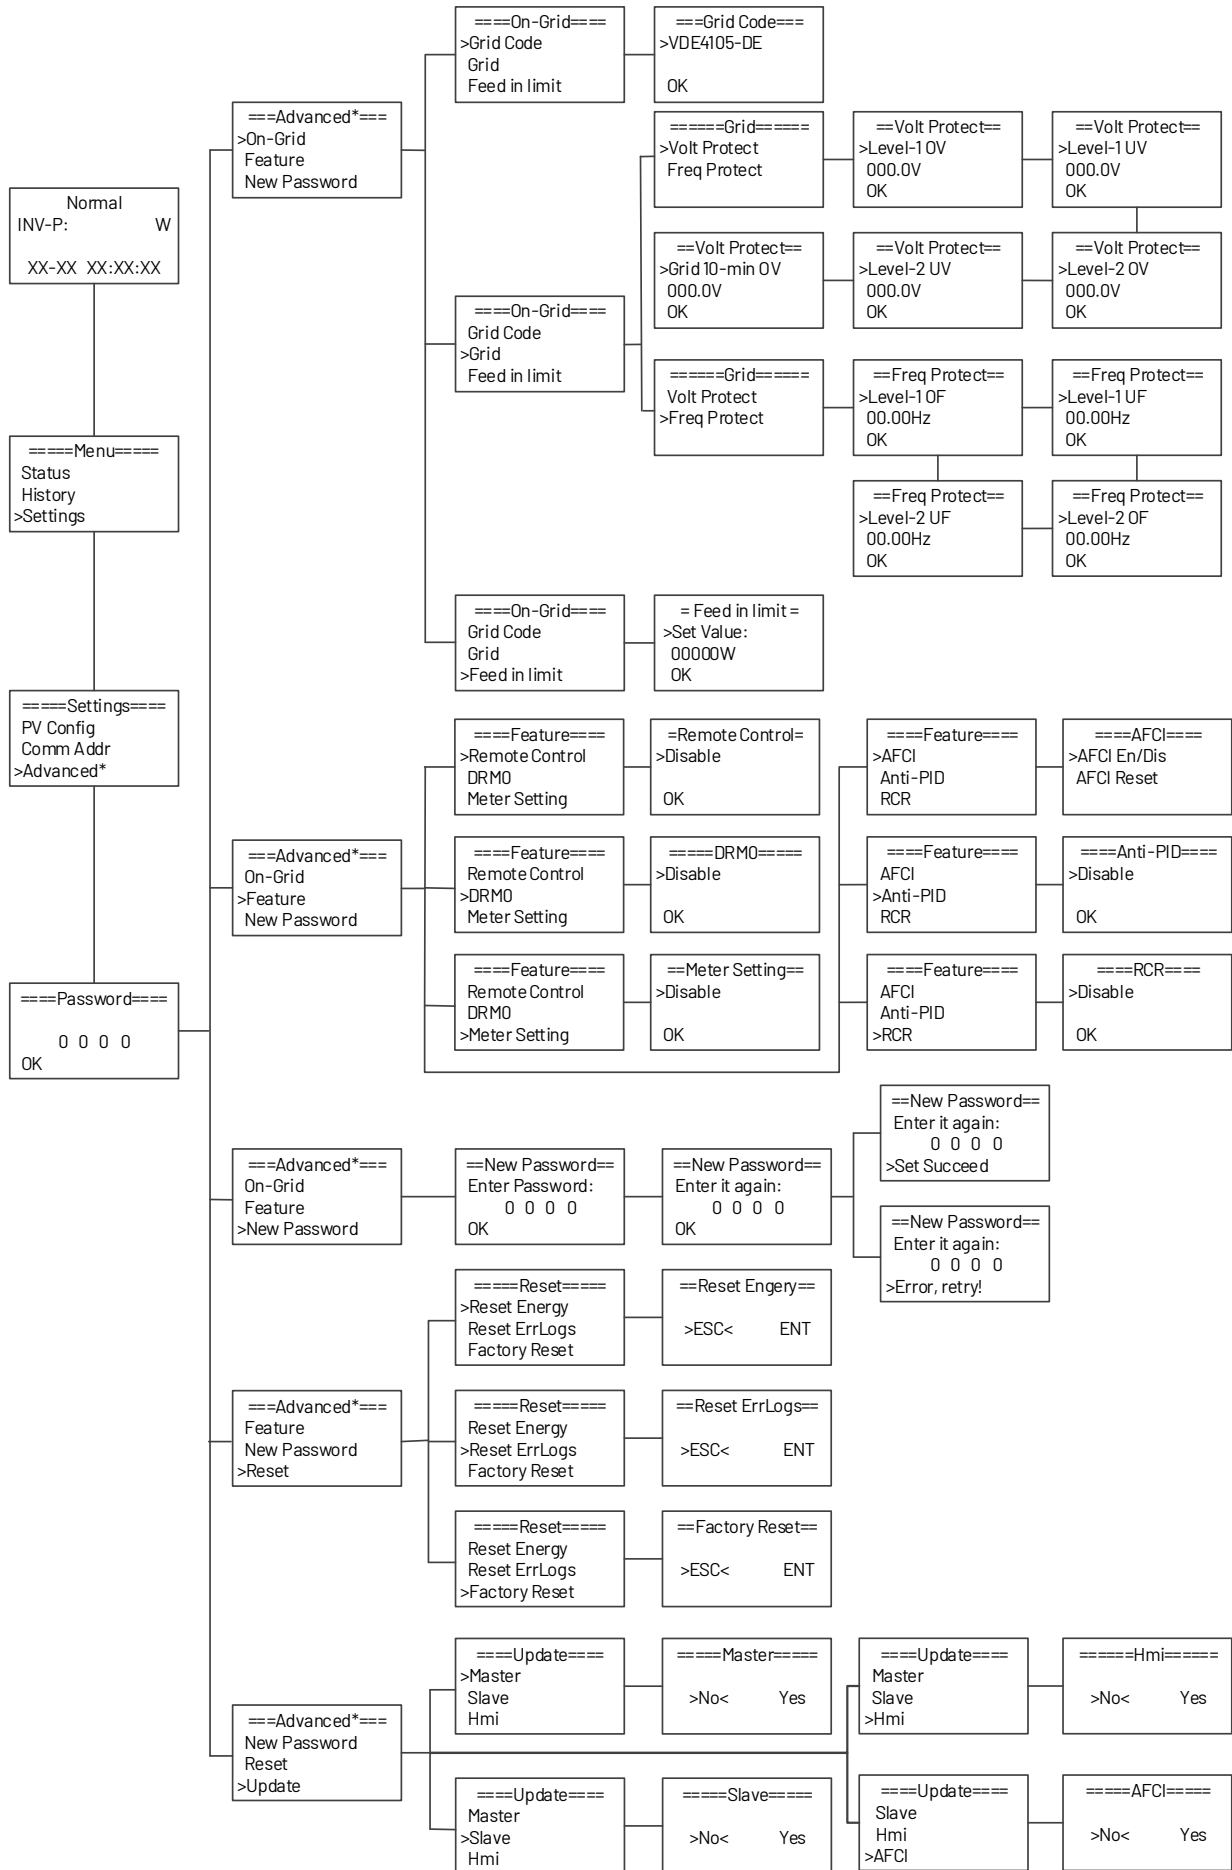 Normal
INV-P: W
XX-XX XX:XX:XX
=====Menu=====
Status
History
>Settings
=====Settings====
PV Config
Comm Addr
>Advanced*
====Password====
0 0 0 0
OK
===Advanced*===
>On-Grid
Feature
New Password
====On-Grid====
>Grid Code
Grid
Feed in limit
===Grid Code===
>VDE4105-DE
OK
====On-Grid====
Grid Code
>Grid
Feed in limit
======Grid======
>Volt Protect
Freq Protect
==Volt Protect==
>Level-1 OV
000.0V
OK
==Volt Protect==
>Level-1 UV
000.0V
OK
==Volt Protect==
>Grid 10-min OV
000.0V
OK
==Volt Protect==
>Level-2 UV
000.0V
OK
==Volt Protect==
>Level-2 OV
000.0V
OK
======Grid======
Volt Protect
>Freq Protect
==Freq Protect==
>Level-1 OF
00.00Hz
OK
==Freq Protect==
>Level-1 UF
00.00Hz
OK
==Freq Protect==
>Level-2 UF
00.00Hz
OK
==Freq Protect==
>Level-2 OF
00.00Hz
OK
====On-Grid====
Grid Code
Grid
>Feed in limit
= Feed in limit =
>Set Value:
00000W
OK
===Advanced*===
On-Grid
>Feature
New Password
====Feature====
>Remote Control
DRM0
Meter Setting
=Remote Control=
>Disable
OK
====Feature====
>AFCI
Anti-PID
RCR
====AFCI====
>AFCI En/Dis
AFCI Reset
====Feature====
Remote Control
>DRM0
Meter Setting
=====DRM0=====
>Disable
OK
====Feature====
AFCI
>Anti-PID
RCR
====Anti-PID====
>Disable
OK
====Feature====
Remote Control
DRM0
>Meter Setting
==Meter Setting==
>Disable
OK
====Feature====
AFCI
Anti-PID
>RCR
====RCR====
>Disable
OK
===Advanced*===
On-Grid
Feature
>New Password
==New Password==
Enter Password:
0 0 0 0
OK
==New Password==
Enter it again:
0 0 0 0
OK
==New Password==
Enter it again:
0 0 0 0
>Set Succeed
==New Password==
Enter it again:
0 0 0 0
>Error, retry!
===Advanced*===
Feature
New Password
>Reset
=====Reset=====
>Reset Energy
Reset ErrLogs
Factory Reset
==Reset Engery==
>ESC< ENT
=====Reset=====
Reset Energy
>Reset ErrLogs
Factory Reset
==Reset ErrLogs==
>ESC< ENT
=====Reset=====
Reset Energy
Reset ErrLogs
>Factory Reset
==Factory Reset==
>ESC< ENT
===Advanced*===
New Password
Reset
>Update
====Update====
>Master
Slave
Hmi
=====Master=====
>No< Yes
====Update====
Master
Slave
>Hmi
======Hmi======
>No< Yes
====Update====
Master
>Slave
Hmi
=====Slave=====
>No< Yes
====Update====
Slave
Hmi
>AFCI
=====AFCI=====
>No< Yes